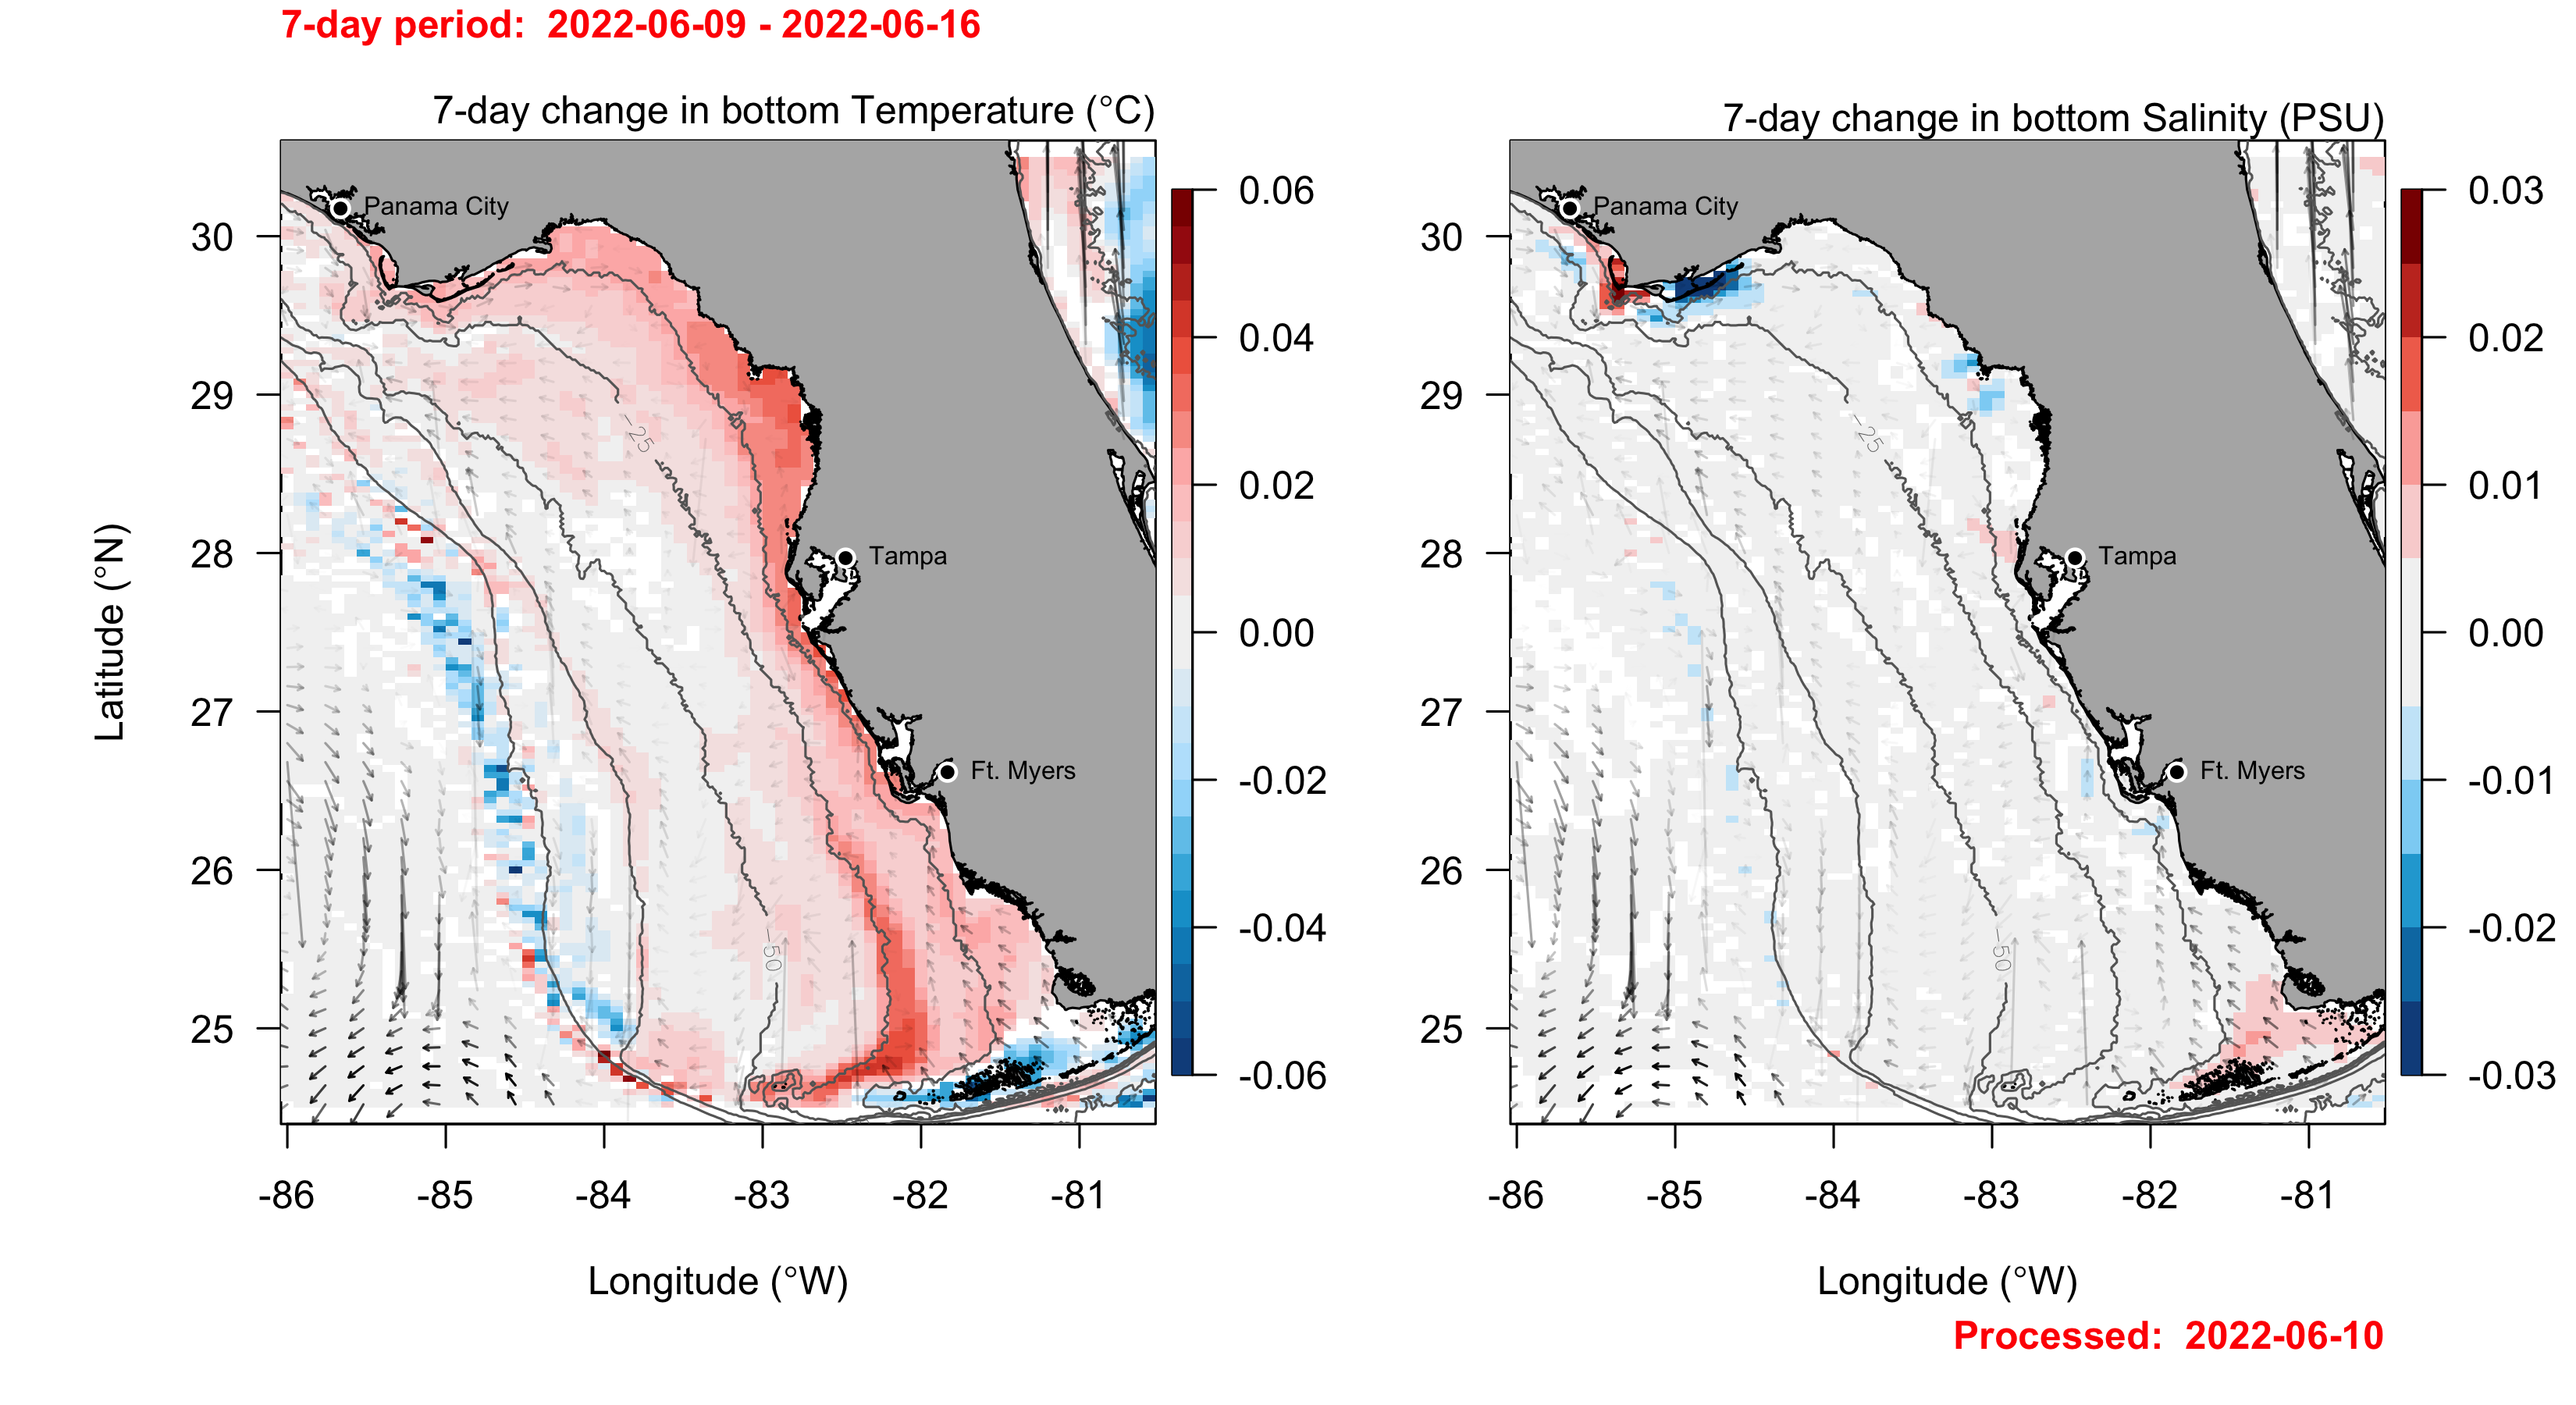 7-day period:  2022-06-09 - 2022-06-16
7-day change in bottom Temperature (°C)
Panama City
Tampa
Ft. Myers
-25
-50
30
29
28
27
26
25
Latitude (°N)
-86 -85 -84 -83 -82 -81
Longitude (°W)
0.06
0.04
0.02
0.00
-0.02
-0.04
-0.06
7-day change in bottom Salinity (PSU)
Panama City
Tampa
Ft. Myers
-25
-50
30
29
28
27
26
25
-86 -85 -84 -83 -82 -81
Longitude (°W)
0.03
0.02
0.01
0.00
-0.01
-0.02
-0.03
Processed:  2022-06-10